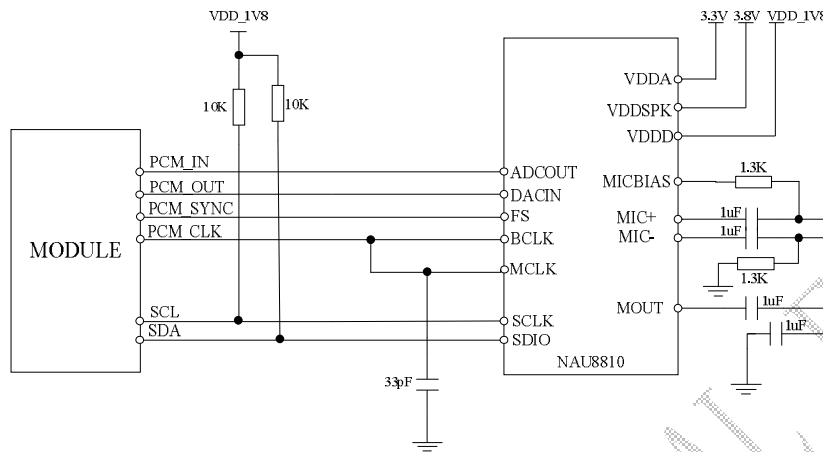 VDD_1V8
3.3V 3.8V VDD_1V8
10K
10K
VDDA
VDDSPK
VDDD
MODULE
PCM_IN
PCM_OUT
PCM_SYNC
PCM_CLK
SCL
SDA
ADCOUT
DACIN
FS
BCLK
MCLK
SCLK
SDIO
NAU8810
MICBIAS
MIC+
MIC-
MOUT
1.3K
1uF
1uF
1.3K
1uF
1uF
33pF